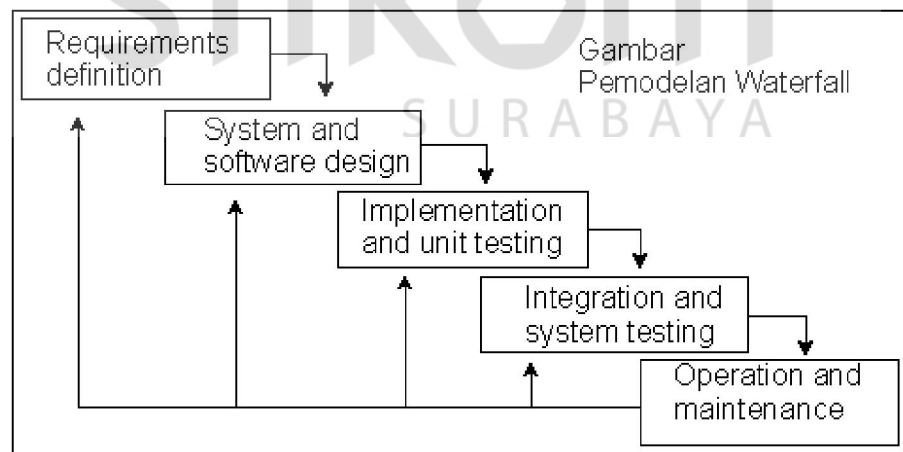 Requirements
definition
Gambar
Pemodelan Waterfall
SURABAYA
System and
software design
Implementation
and unit testing
Integration and
system testing
Operation and
maintenance